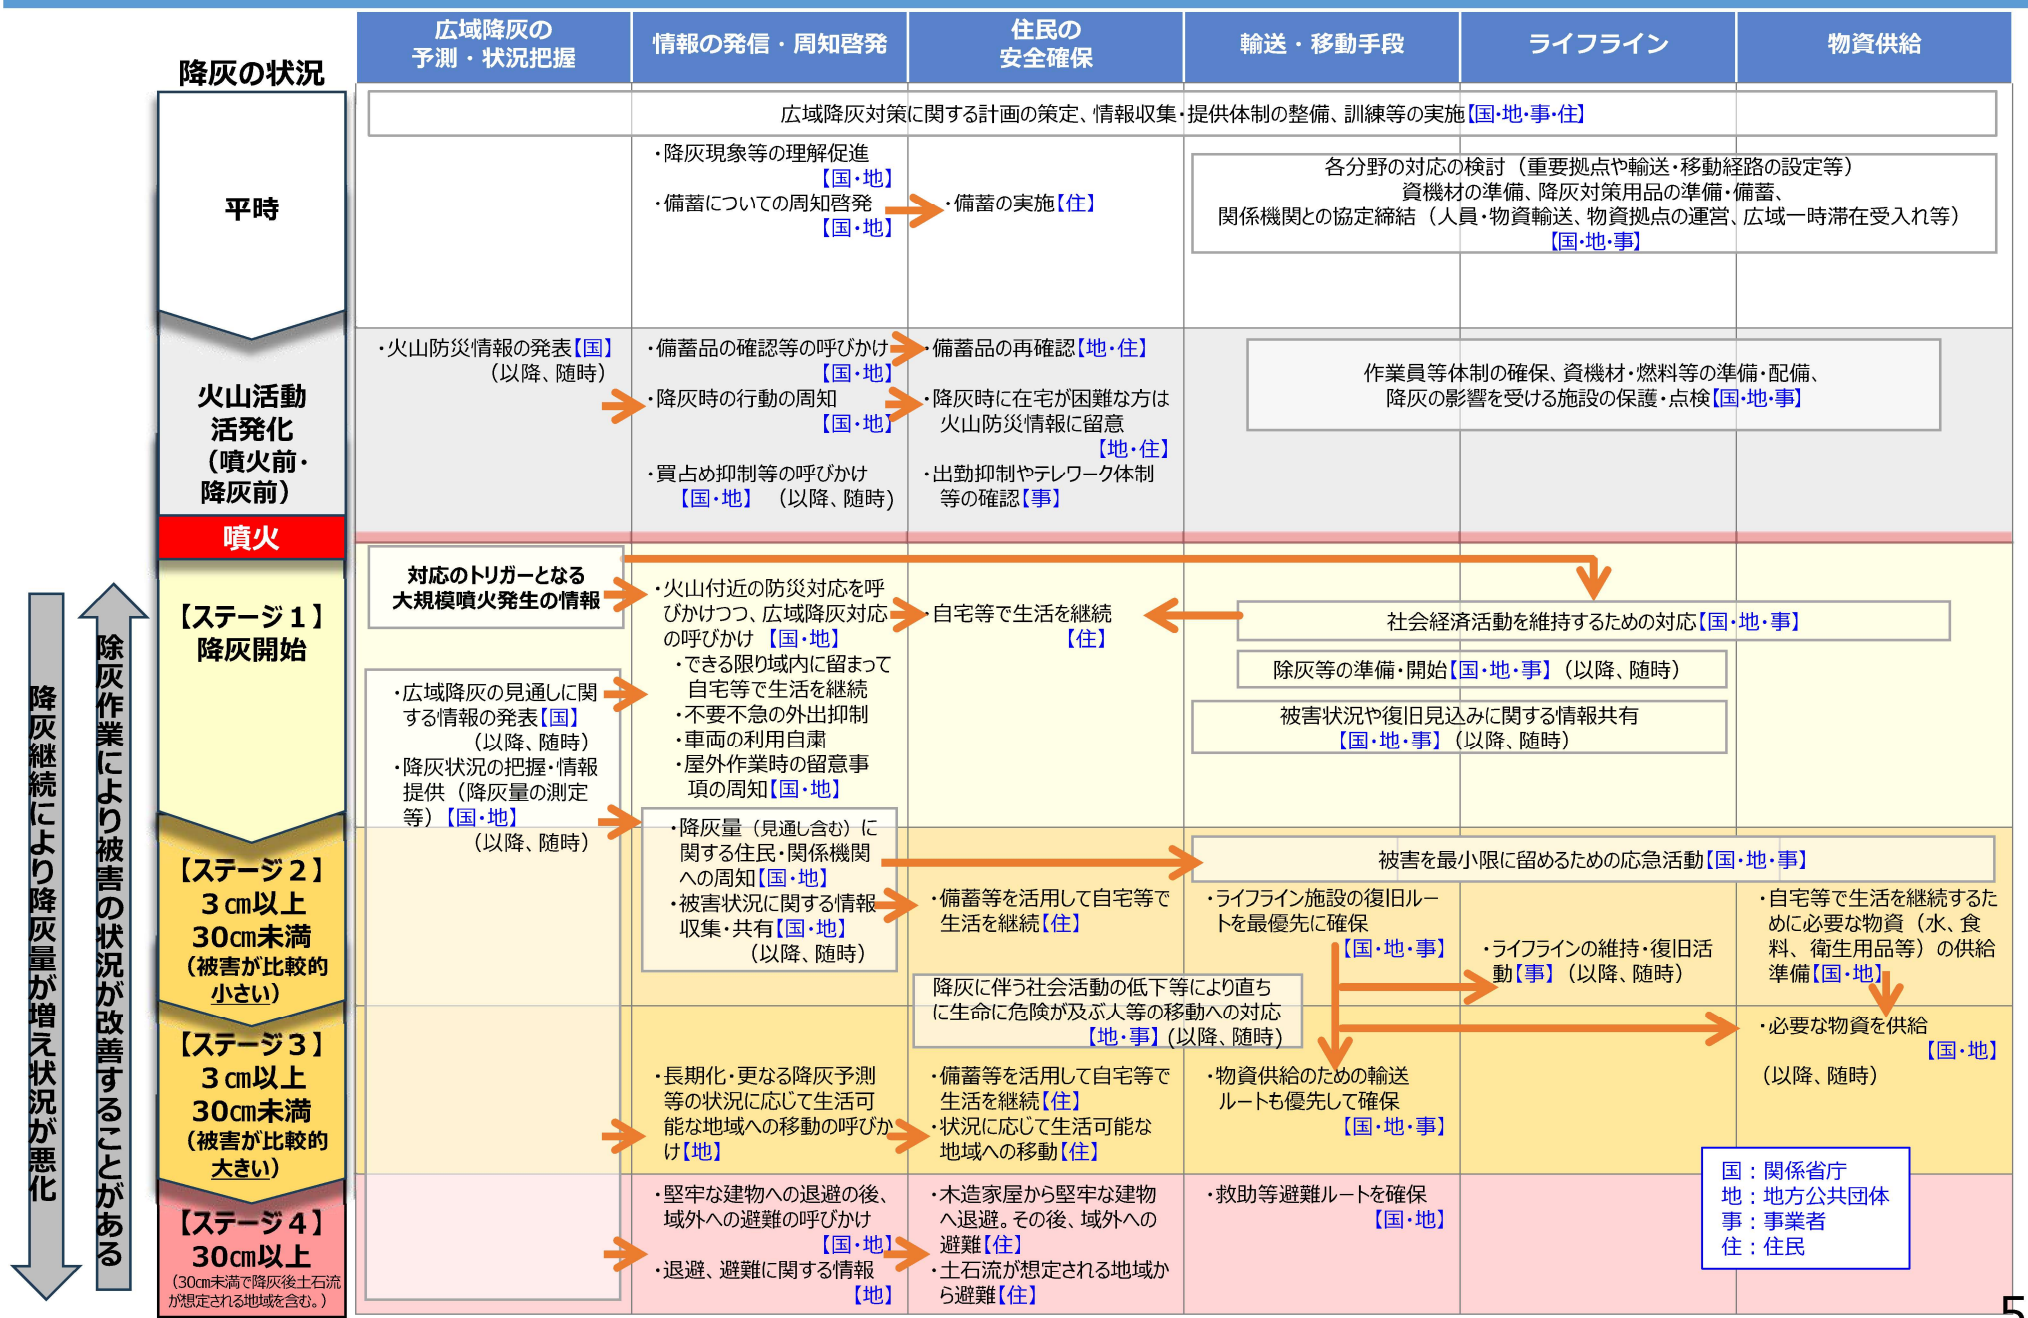 広域降灰の
予測・状況把握
情報の発信・周知啓発
住民の
安全確保
輸送・移動手段
ライフライン
物資供給
降灰の状況
平時
広域降灰対策に関する計画の策定、情報収集・提供体制の整備、訓練等の実施【国・地・事・住】
・降灰現象等の理解促進
【国・地】
・備蓄についての周知啓発
【国・地】
・備蓄の実施【住】
各分野の対応の検討（重要拠点や輸送・移動経路の設定等）
資機材の準備、降灰対策用品の準備・備蓄、
関係機関との協定締結（人員・物資輸送、物資拠点の運営、広域一時滞在受入れ等）
【国・地・事】
火山活動
活発化
（噴火前・
降灰前）
・火山防災情報の発表【国】
（以降、随時）
・備蓄品の確認等の呼びかけ
【国・地】
・降灰時の行動の周知
【国・地】
・買占め抑制等の呼びかけ
【国・地】（以降、随時）
・備蓄品の再確認【地・住】
・降灰時に在宅が困難な方は
火山防災情報に留意
【地・住】
・出勤抑制やテレワーク体制
等の確認【事】
作業員等体制の確保、資機材・燃料等の準備・配備、
降灰の影響を受ける施設の保護・点検【国・地・事】
噴火
【ステージ１】
降灰開始
対応のトリガーとなる
大規模噴火発生の情報
・広域降灰の見通しに関
する情報の発表【国】
（以降、随時）
・降灰状況の把握・情報
提供（降灰量の測定
等）【国・地】
（以降、随時）
・火山付近の防災対応を呼
びかけつつ、広域降灰対応
の呼びかけ【国・地】
・できる限り域内に留まって
自宅等で生活を継続
・不要不急の外出抑制
・車両の利用自粛
・屋外作業時の留意事
項の周知【国・地】
・自宅等で生活を継続
【住】
社会経済活動を維持するための対応【国・地・事】
除灰等の準備・開始【国・地・事】（以降、随時）
被害状況や復旧見込みに関する情報共有
【国・地・事】（以降、随時）
【ステージ２】
３㎝以上
30㎝未満
（被害が比較的
小さい）
・降灰量（見通し含む）に
関する住民・関係機関
への周知【国・地】
・被害状況に関する情報
収集・共有【国・地】
（以降、随時）
・備蓄等を活用して自宅等で
生活を継続【住】
被害を最小限に留めるための応急活動【国・地・事】
・ライフライン施設の復旧ルー
トを最優先に確保
【国・地・事】
・ライフラインの維持・復旧活
動【事】（以降、随時）
・自宅等で生活を継続するた
めに必要な物資（水、食
料、衛生用品等）の供給
準備【国・地】
降灰に伴う社会活動の低下等により直ち
に生命に危険が及ぶ人等の移動への対応
【地・事】（以降、随時）
【ステージ３】
３㎝以上
30㎝未満
（被害が比較的
大きい）
・長期化・更なる降灰予測
等の状況に応じて生活可
能な地域への移動の呼びか
け【地】
・備蓄等を活用して自宅等で
生活を継続【住】
・状況に応じて生活可能な
地域への移動【住】
・物資供給のための輸送
ルートも優先して確保
【国・地・事】
・必要な物資を供給
【国・地】
（以降、随時）
【ステージ４】
30㎝以上
（30㎝未満で降灰後土石流
が想定される地域を含む。）
・堅牢な建物への退避の後、
域外への避難の呼びかけ
【国・地】
・退避、避難に関する情報
【地】
・木造家屋から堅牢な建物
へ退避。その後、域外への
避難【住】
・土石流が想定される地域か
ら避難【住】
・救助等避難ルートを確保
【国・地】
国：関係省庁
地：地方公共団体
事：事業者
住：住民
降灰継続により降灰量が増え状況が悪化
除灰作業により被害の状況が改善することがある
5